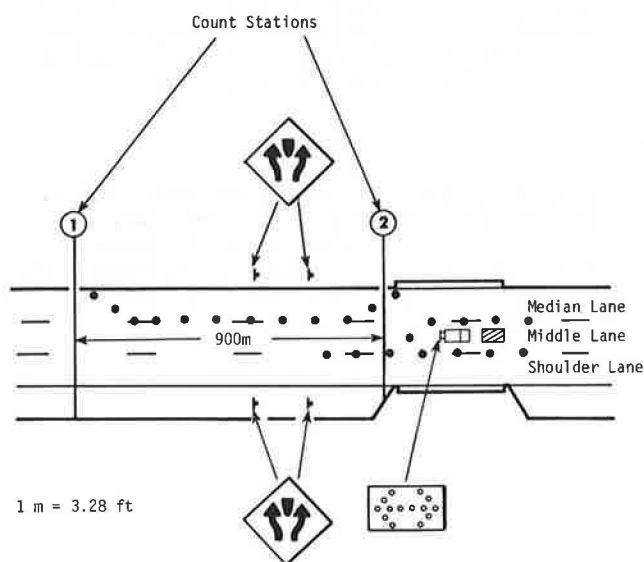 Count Stations
1
2
Median Lane
900m
Middle Lane
Shoulder Lane
1 m = 3.28 ft